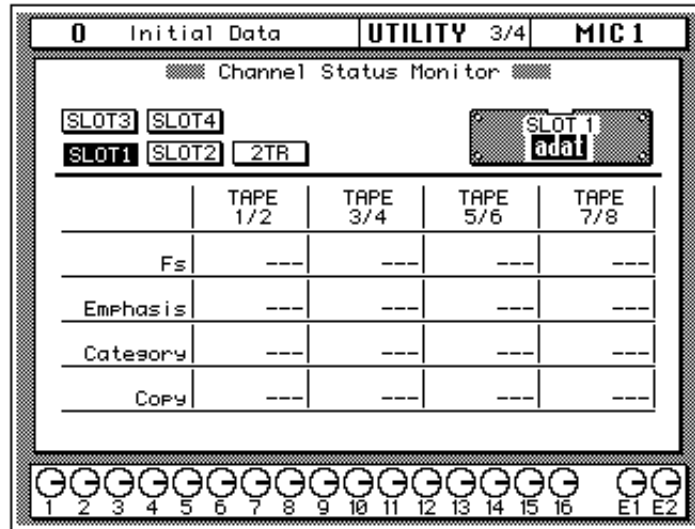 0 Initial Data UTILITY 3/4 MIC 1
Channel Status Monitor
SLOT3 SLOT4
SLOT 1
adat
SLOT1 SLOT2 2TR
TAPE 1/2 TAPE 3/4 TAPE 5/6 TAPE 7/8
Fs --- --- --- ---
Emphasis --- --- --- ---
Category --- --- --- ---
Copy --- --- --- ---
1 2 3 4 5 6 7 8 9 10 11 12 13 14 15 16 E1 E2